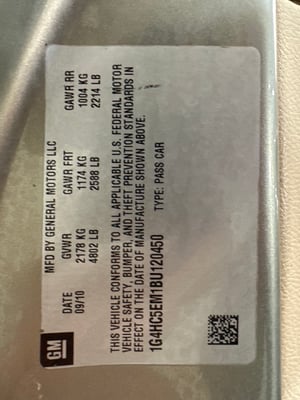 GM
MFD BY GENERAL MOTORS LLC
DATE GVWR GAWR FRT GAWR RR
09/10 2178 KG 1174 KG 1004 KG
4802 LB 2588 LB 2214 LB
THIS VEHICLE CONFORMS TO ALL APPLICABLE U.S. FEDERAL MOTOR
VEHICLE SAFETY, BUMPER, AND THEFT PREVENTION STANDARDS IN
EFFECT ON THE DATE OF MANUFACTURE SHOWN ABOVE.
1G4HC5EM1BU120450 TYPE: PASS CAR